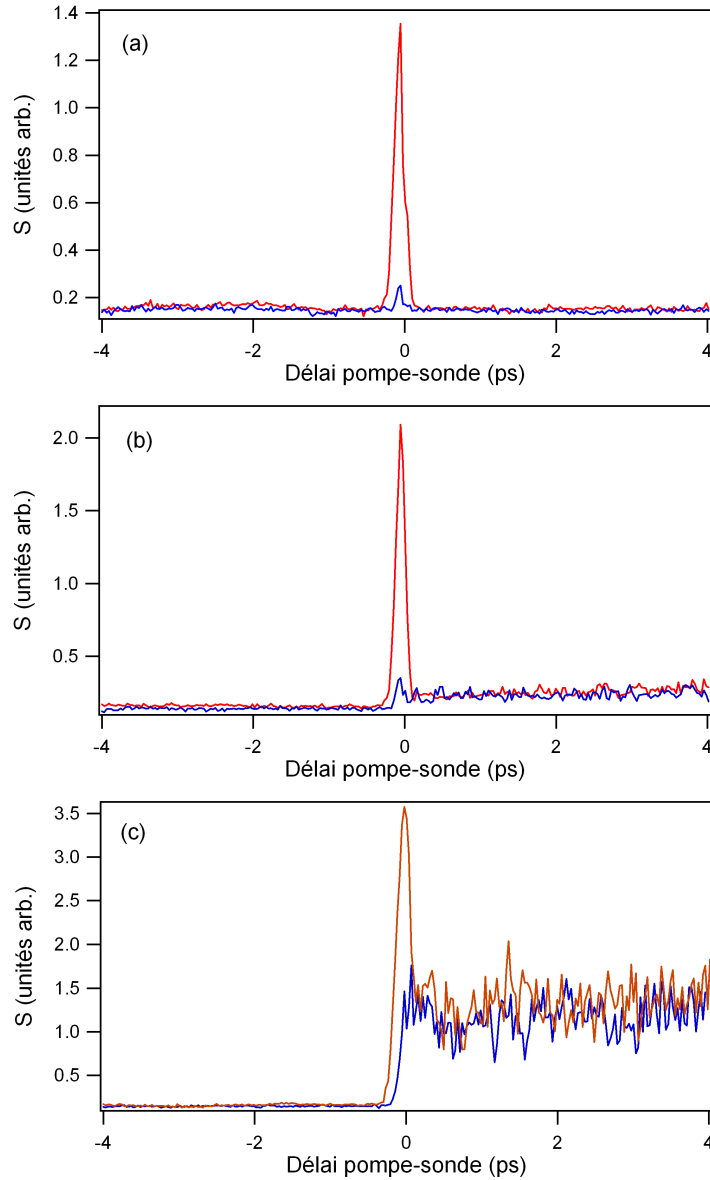 (a)
S (unités arb.)
1.4
1.2
1.0
0.8
0.6
0.4
0.2
-4 -2 0 2 4
Délai pompe-sonde (ps)
(b)
S (unités arb.)
2.0
1.5
1.0
0.5
-4 -2 0 2 4
Délai pompe-sonde (ps)
(c)
S (unités arb.)
3.5
3.0
2.5
2.0
1.5
1.0
0.5
-4 -2 0 2 4
Délai pompe-sonde (ps)